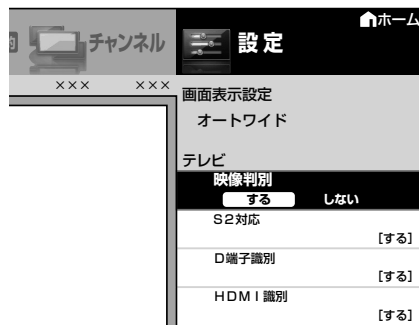 ホーム
チャンネル 設定
××× ×××
画面表示設定
オートワイド
テレビ
映像判別
する しない
S2対応
[する]
D端子識別
[する]
HDMI識別
[する]